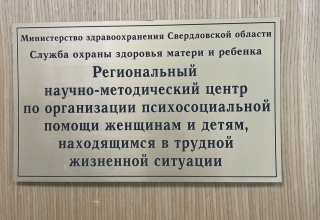 Министерство здравоохранения Свердловской области
Служба охраны здоровья матери и ребенка
Региональный
научно-методический центр
по организации психосоциальной
помощи женщинам и детям,
находящимся в трудной
жизненной ситуации